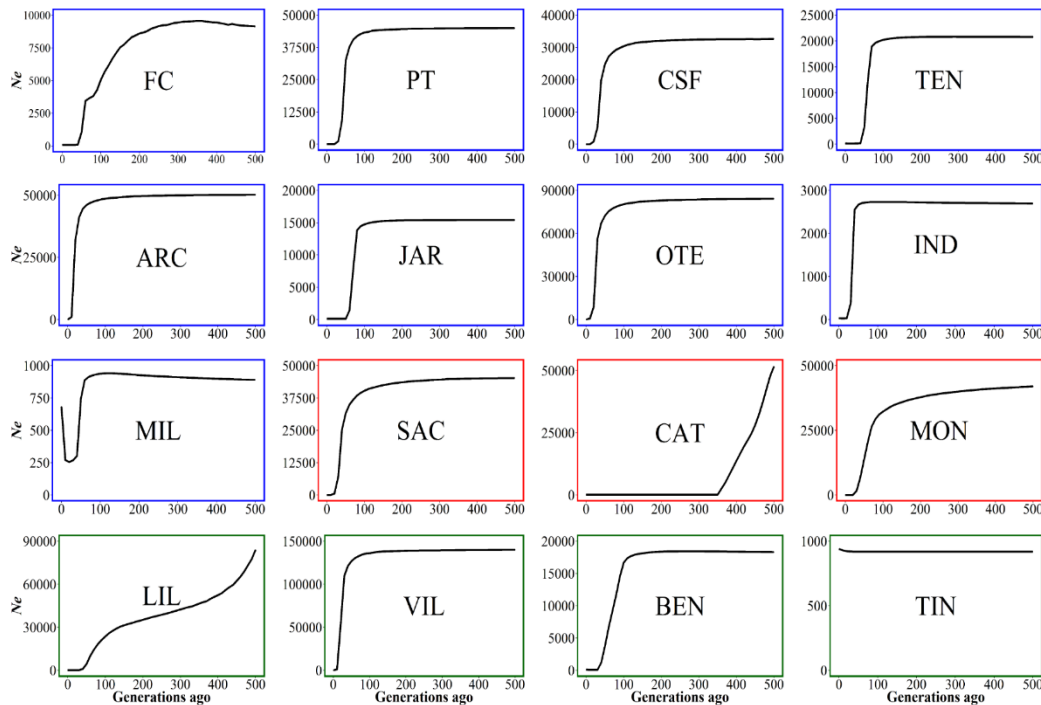 10000 50000 40000 25000
7500 37500 30000 20000
5000 25000 20000 15000
2500 12500 10000 10000
0 0 0 5000
0
Ne FC PT CSF TEN
0 100 200 300 400 500 0 100 200 300 400 500 0 100 200 300 400 500 0 100 200 300 400 500
50000 20000 90000 3000
25000 15000 60000 2000
0 10000 30000 1000
5000 0 0
0
Ne ARC JAR OTE IND
0 100 200 300 400 500 0 100 200 300 400 500 0 100 200 300 400 500 0 100 200 300 400 500
1000 50000 50000 50000
750 37500 25000 37500
500 25000 0 25000
250 12500 12500
0 0 0
Ne MIL SAC CAT MON
0 100 200 300 400 500 0 100 200 300 400 500 0 100 200 300 400 500 0 100 200 300 400 500
90000 150000 20000 1000
60000 100000 15000 500
30000 50000 10000 0
0 0 5000
0
Ne LIL VIL BEN TIN
0 100 200 300 400 500 0 100 200 300 400 500 0 100 200 300 400 500 0 100 200 300 400 500
Generations ago Generations ago Generations ago Generations ago